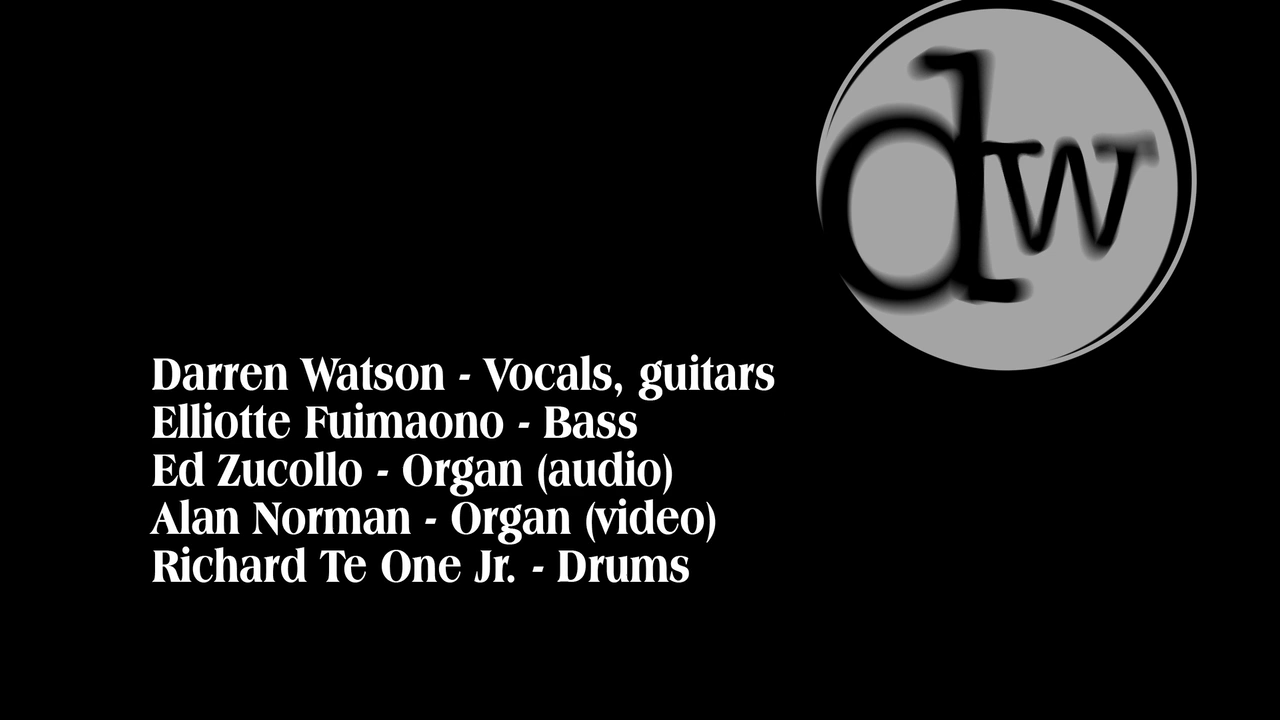 dw
Darren Watson - Vocals, guitars
Elliotte Fuimaono - Bass
Ed Zucollo - Organ (audio)
Alan Norman - Organ (video)
Richard Te One Jr. - Drums